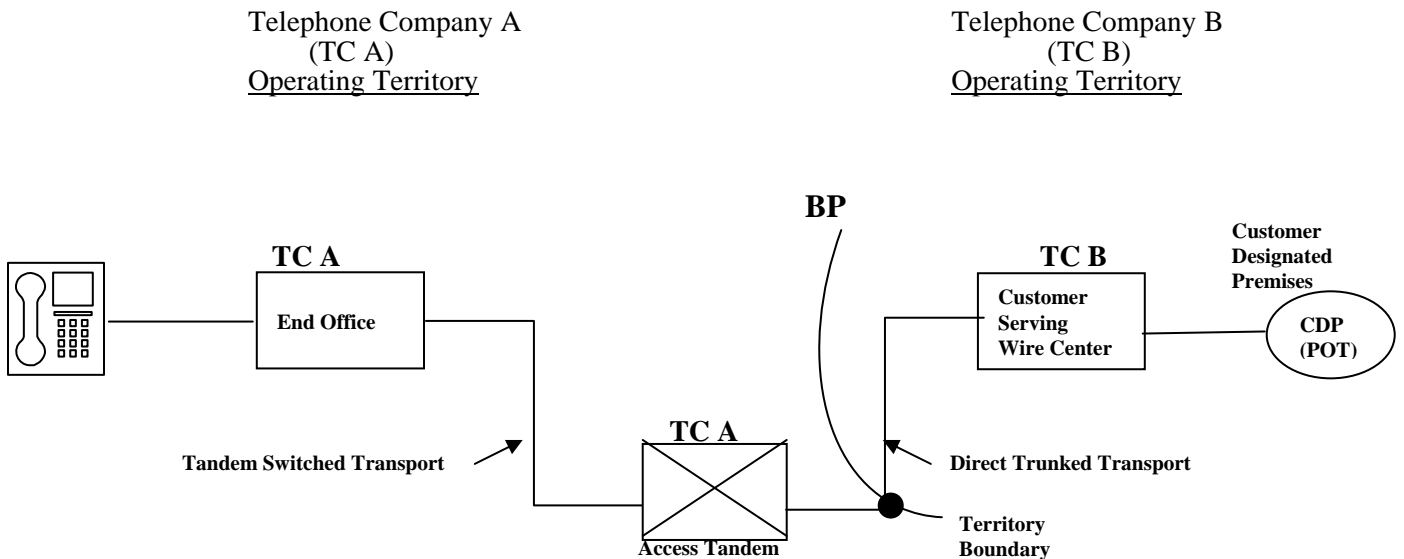 Telephone Company A
(TC A)
Operating Territory
Telephone Company B
(TC B)
Operating Territory
BP
TC A
End Office
TC B
Customer
Serving
Wire Center
Customer
Designated
Premises
CDP
(POT)
Tandem Switched Transport
TC A
Access Tandem
Direct Trunked Transport
Territory
Boundary